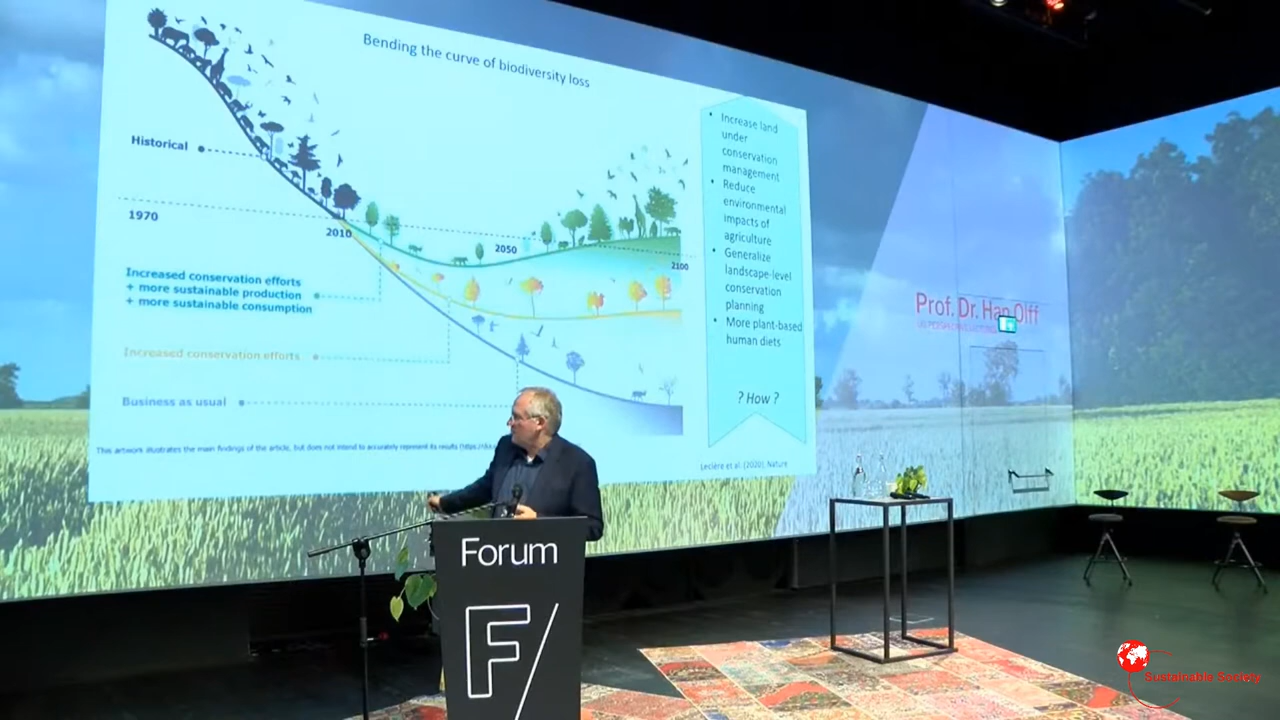 Bending the curve of biodiversity loss
Historical
1970
2010
2050
2100
Increased conservation efforts
+ more sustainable production
+ more sustainable consumption
Increased conservation efforts
Business as usual
This artwork illustrates the main findings of the article, but does not intend to accurately represent its results
• Increase land
under
conservation
management
• Reduce
environmental
impacts of
agriculture
• Generalize
landscape-level
conservation
planning
• More plant-based
human diets
? How ?
Leclère et al. (2020), Nature
Prof. Dr. Han Olff
Forum
F/
Sustainable Society